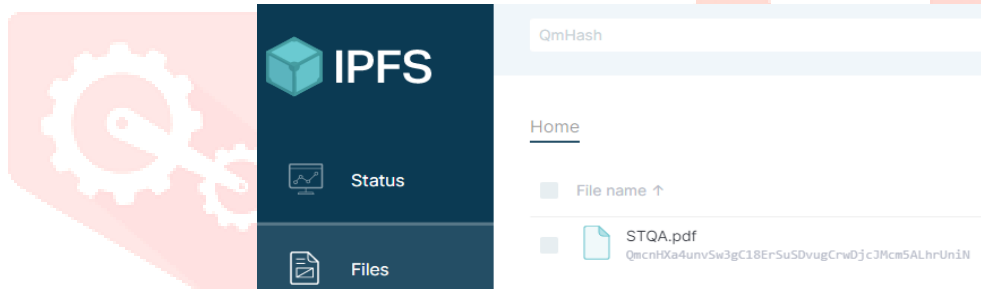 IPFS
Status
Files
QmHash
Home
File name ↑
STQA.pdf
QmcnHXa4unvSw3gC18ErSuSDvugCrwDjcJMcm5ALhrUniN